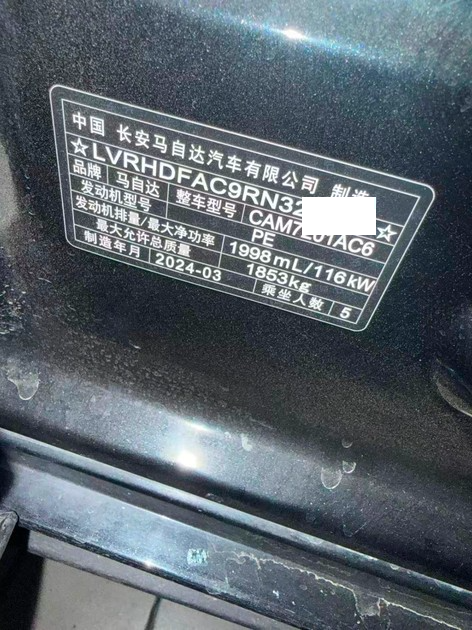 中国 长安马自达汽车有限公司 制造
☆LVRHDFAC9RN3 ☆
品牌 马自达 整车型号 CAM7201AC6
发动机型号 PE
发动机排量/最大净功率 1998mL/116kW
最大允许总质量 1853kg
制造年月 2024-03 乘坐人数 5